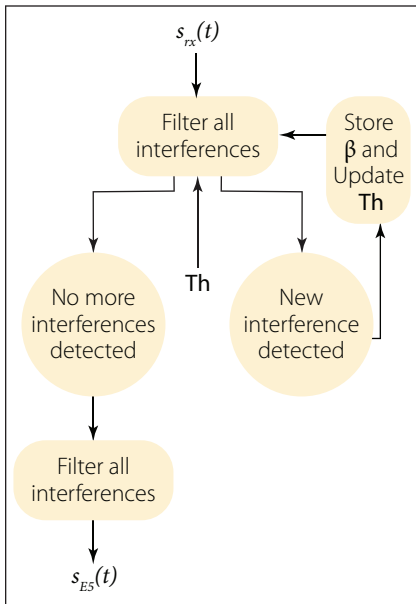 s_rx(t)
Filter all
interferences
Store
β and
Update
Th
Th
No more
interferences
detected
New
interference
detected
Filter all
interferences
s_E5(t)